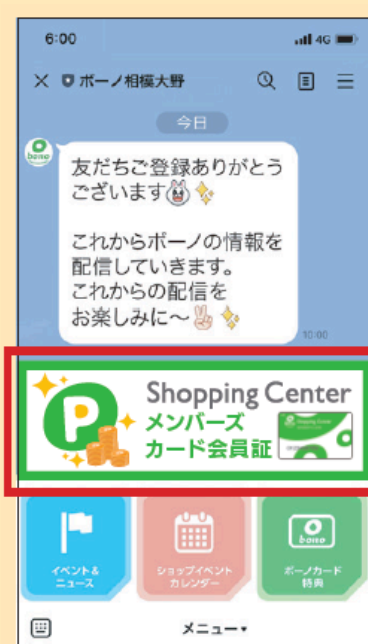 6:00
4G
ボーノ相模大野
今日
bono
友だちご登録ありがとう
ございます
これからボーノの情報を
配信していきます。
これからの配信を
お楽しみに〜
10:00
P
Shopping Center
メンバーズ
カード会員証
Shopping Center
イベント&
ニュース
ショップイベント
カレンダー
bono
ボーノカード
特典
メニュー▾